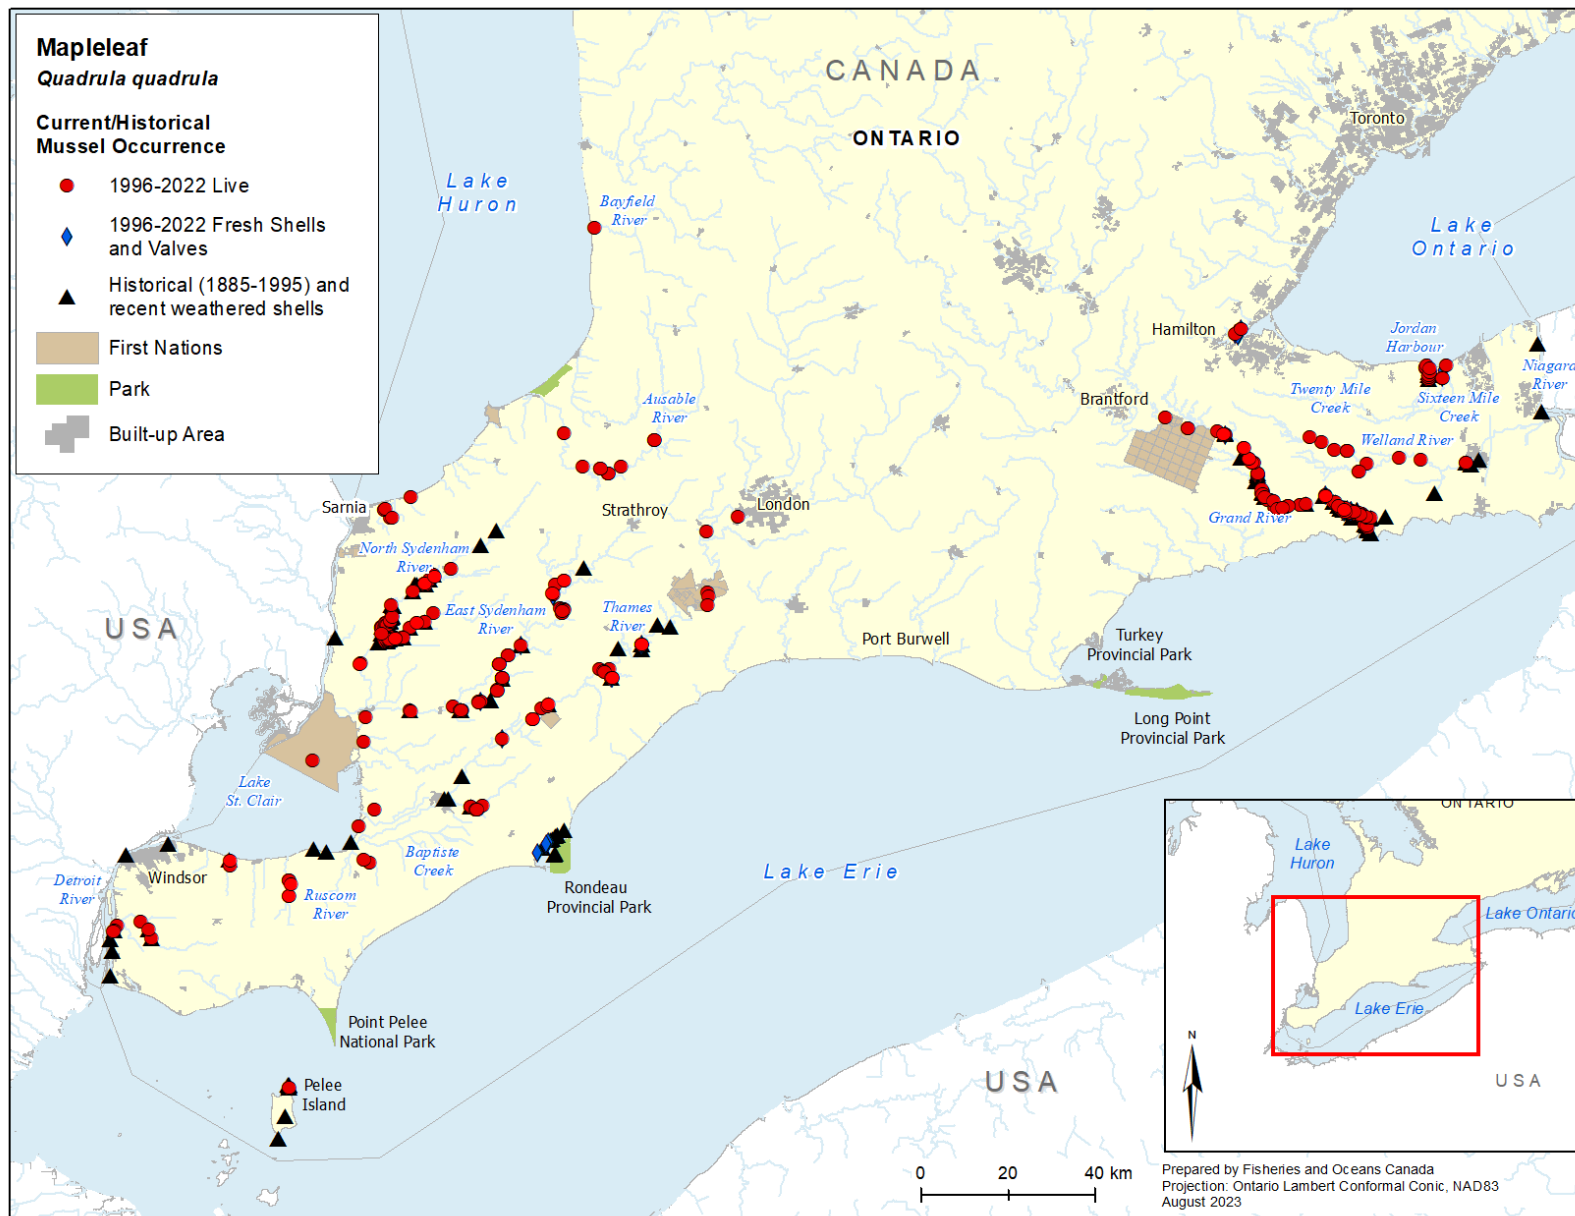 Mapleleaf
Quadrula quadrula
Current/Historical
Mussel Occurrence
1996-2022 Live
1996-2022 Fresh Shells
and Valves
Historical (1885-1995) and
recent weathered shells
First Nations
Park
Built-up Area
CANADA
ONTARIO
Toronto
Lake
Huron
Bayfield
River
Lake
Ontario
Hamilton
Jordan
Harbour
Niagara
River
Twenty Mile
Creek
Sixteen Mile
Creek
Brantford
Welland River
Ausable
River
Grand River
Sarnia
Strathroy
London
North Sydenham
River
East Sydenham
River
Thames
River
USA
Port Burwell
Turkey
Provincial Park
Long Point
Provincial Park
Lake
St. Clair
Baptiste
Creek
Windsor
Detroit
River
Ruscom
River
Rondeau
Provincial Park
Lake Erie
Point Pelee
National Park
Pelee
Island
USA
ONTARIO
Lake
Huron
Lake Ontario
Lake Erie
USA
N
0 20 40 km
Prepared by Fisheries and Oceans Canada
Projection: Ontario Lambert Conformal Conic, NAD83
August 2023